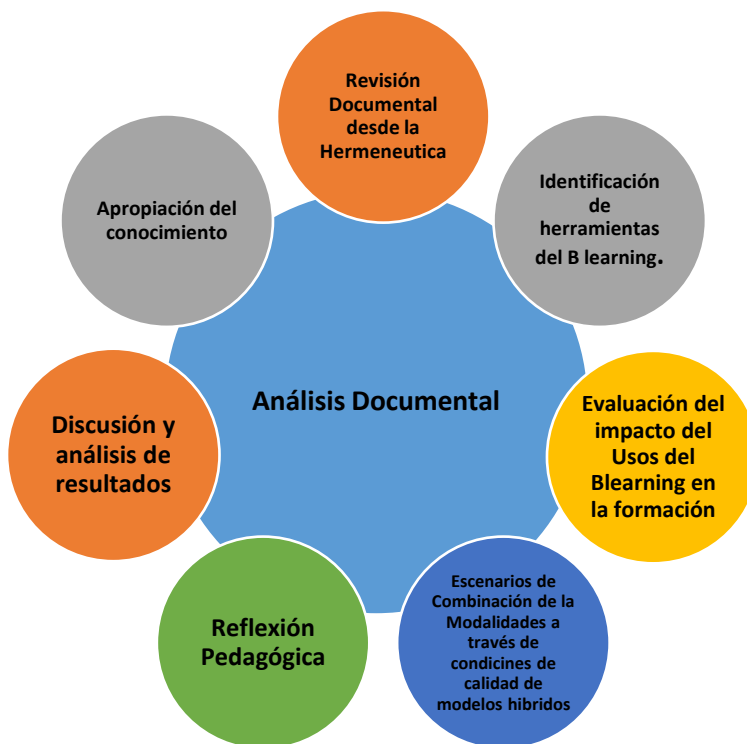 Revisión
Documental
desde la
Hermeneutica
Identificación
de
herramientas
del B learning.
Evaluación del
impacto del
Usos del
Blearning en
la formación
Escenarios de
Combinación de la
Modalidades a
través de
condicines de
calidad de
modelos hibridos
Reflexión
Pedagógica
Discusión y
análisis de
resultados
Apropiación del
conocimiento
Análisis Documental